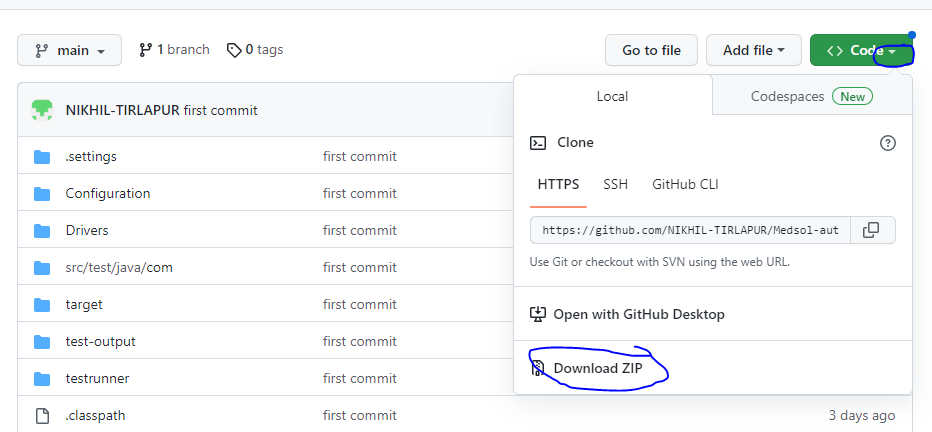 main 1 branch 0 tags Go to file Add file Code
Local Codespaces New
NIKHIL-TIRLAPUR first commit
Clone
.settings first commit
HTTPS SSH GitHub CLI
Configuration first commit
Drivers first commit
https://github.com/NIKHIL-TIRLAPUR/Medsol-aut
Use Git or checkout with SVN using the web URL.
src/test/java/com first commit
target first commit
Open with GitHub Desktop
test-output first commit
Download ZIP
testrunner first commit
.classpath first commit 3 days ago